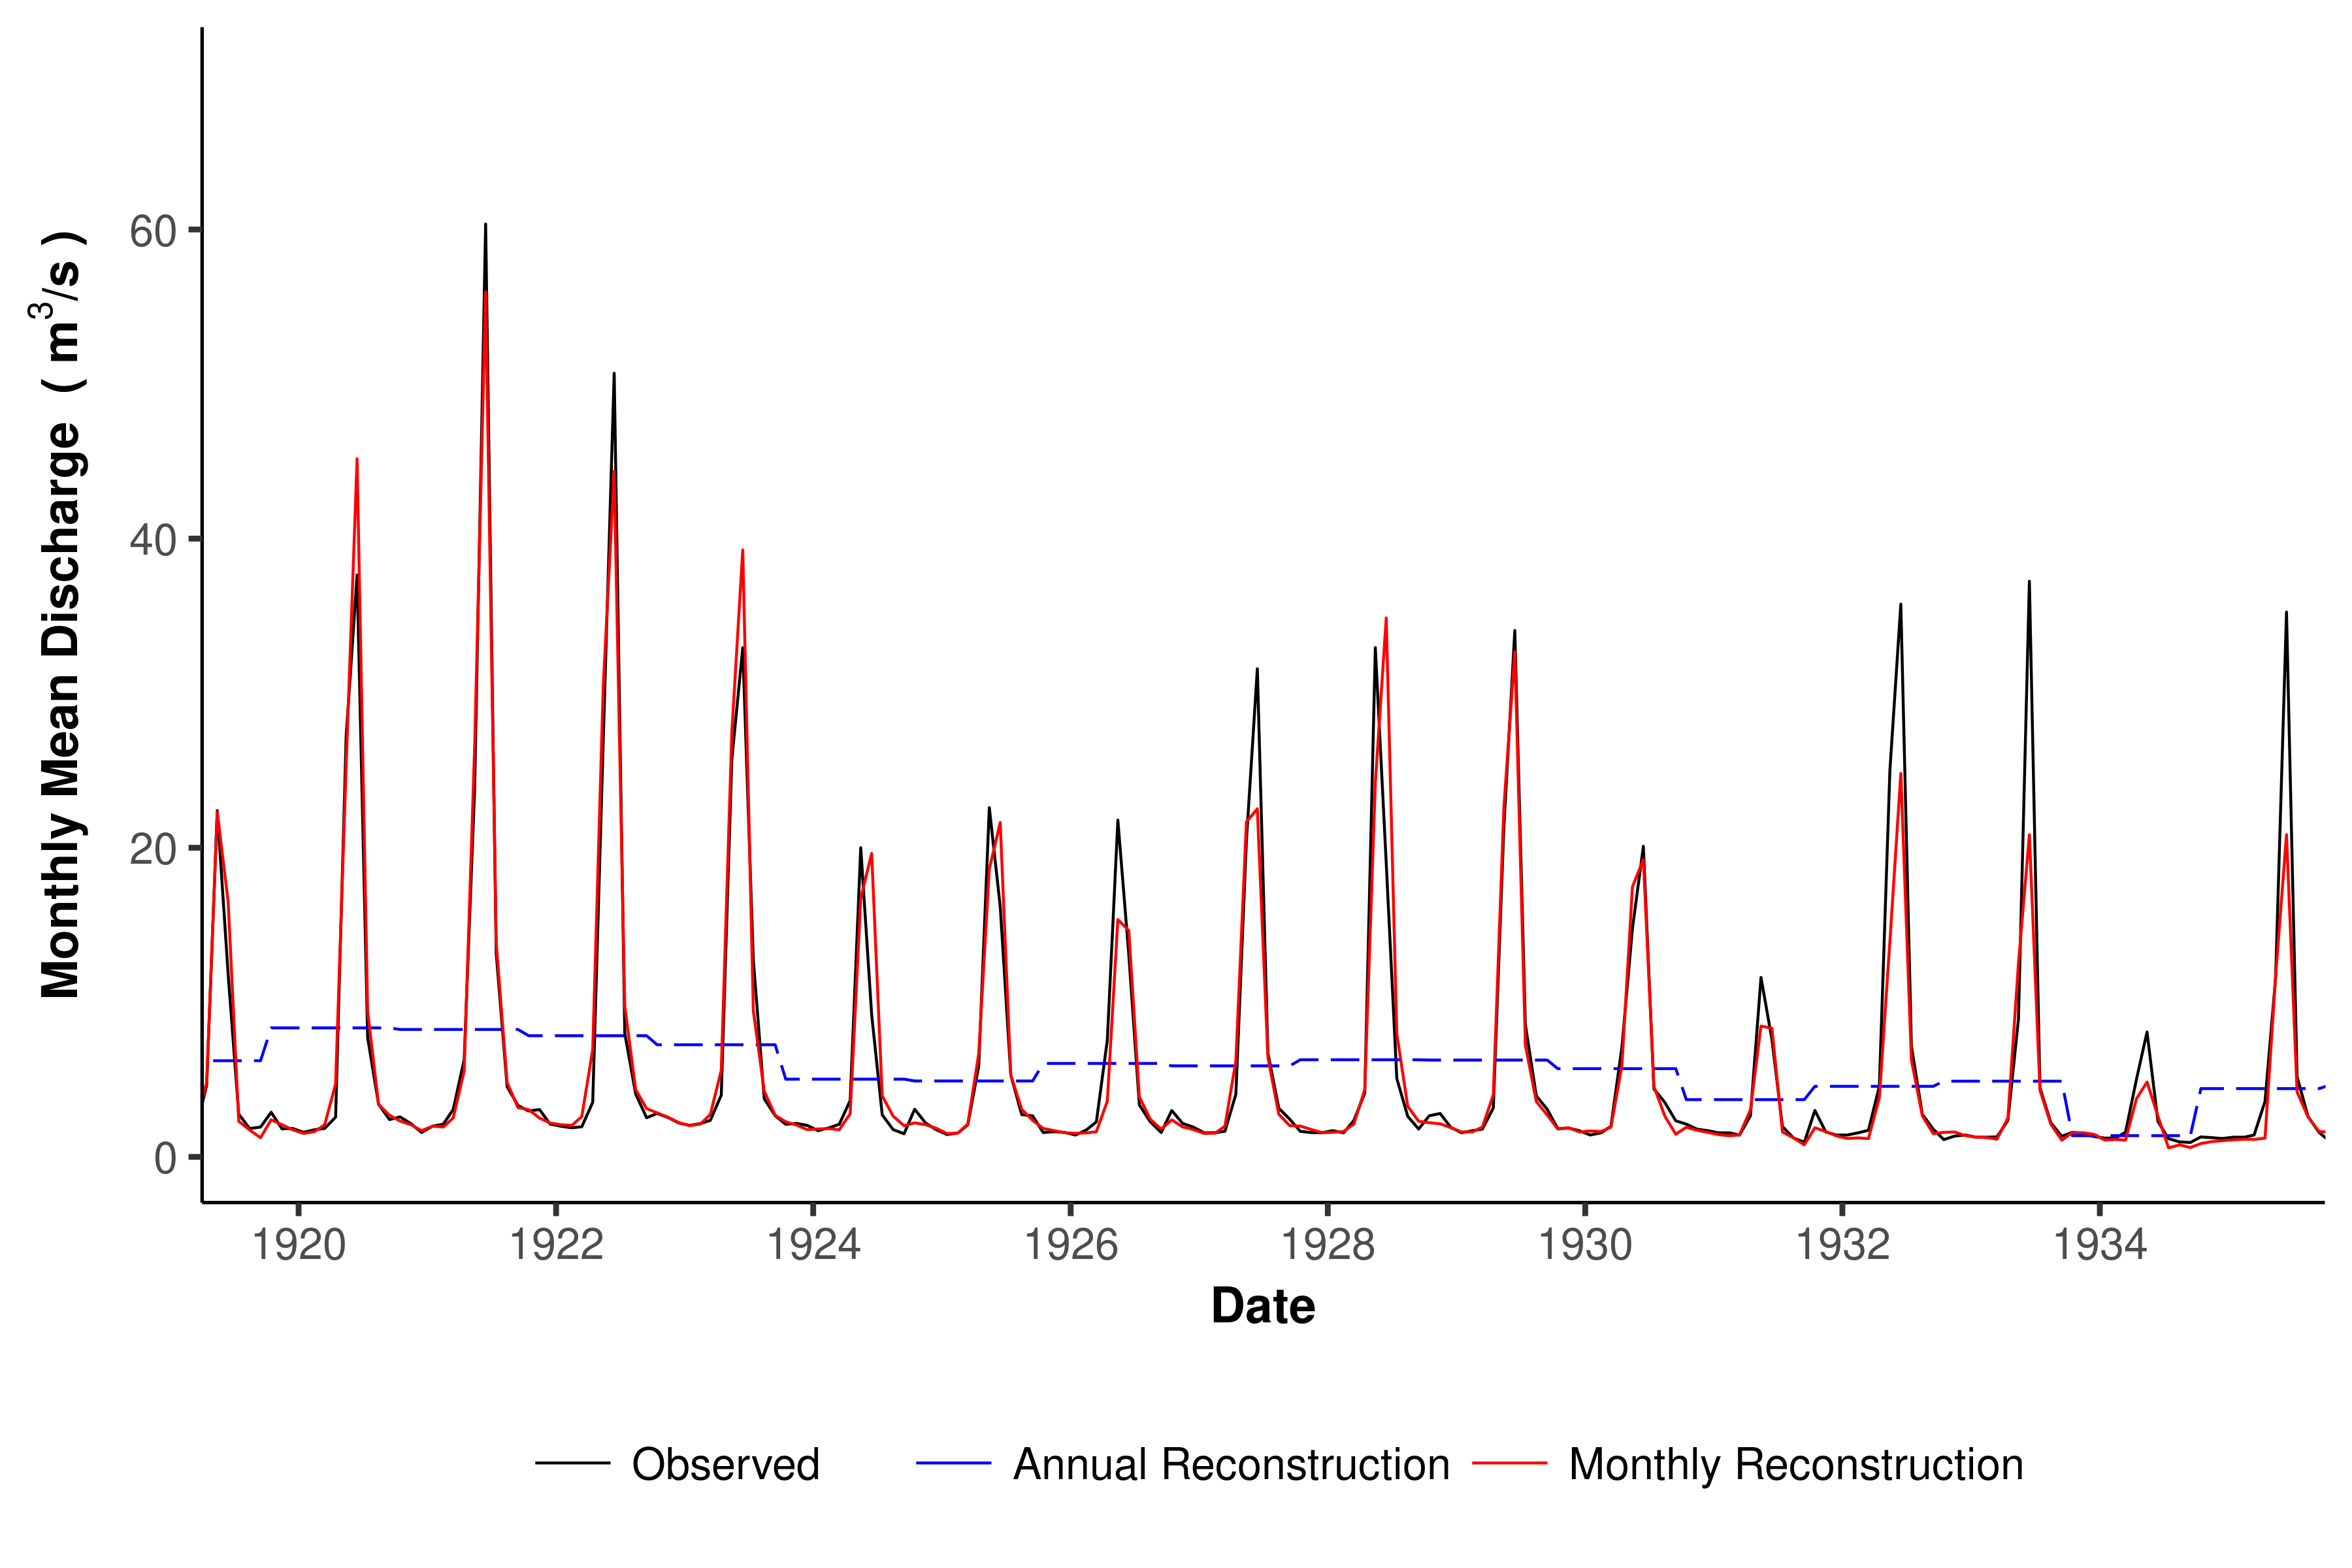 Monthly Mean Discharge ( m³/s )
60
40
20
0
1920 1922 1924 1926 1928 1930 1932 1934
Date
Observed Annual Reconstruction Monthly Reconstruction